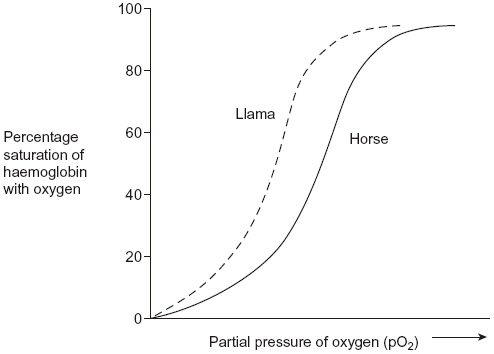 100
80
60
40
20
0
Percentage
saturation of
haemoglobin
with oxygen
Llama
Horse
Partial pressure of oxygen (pO₂)